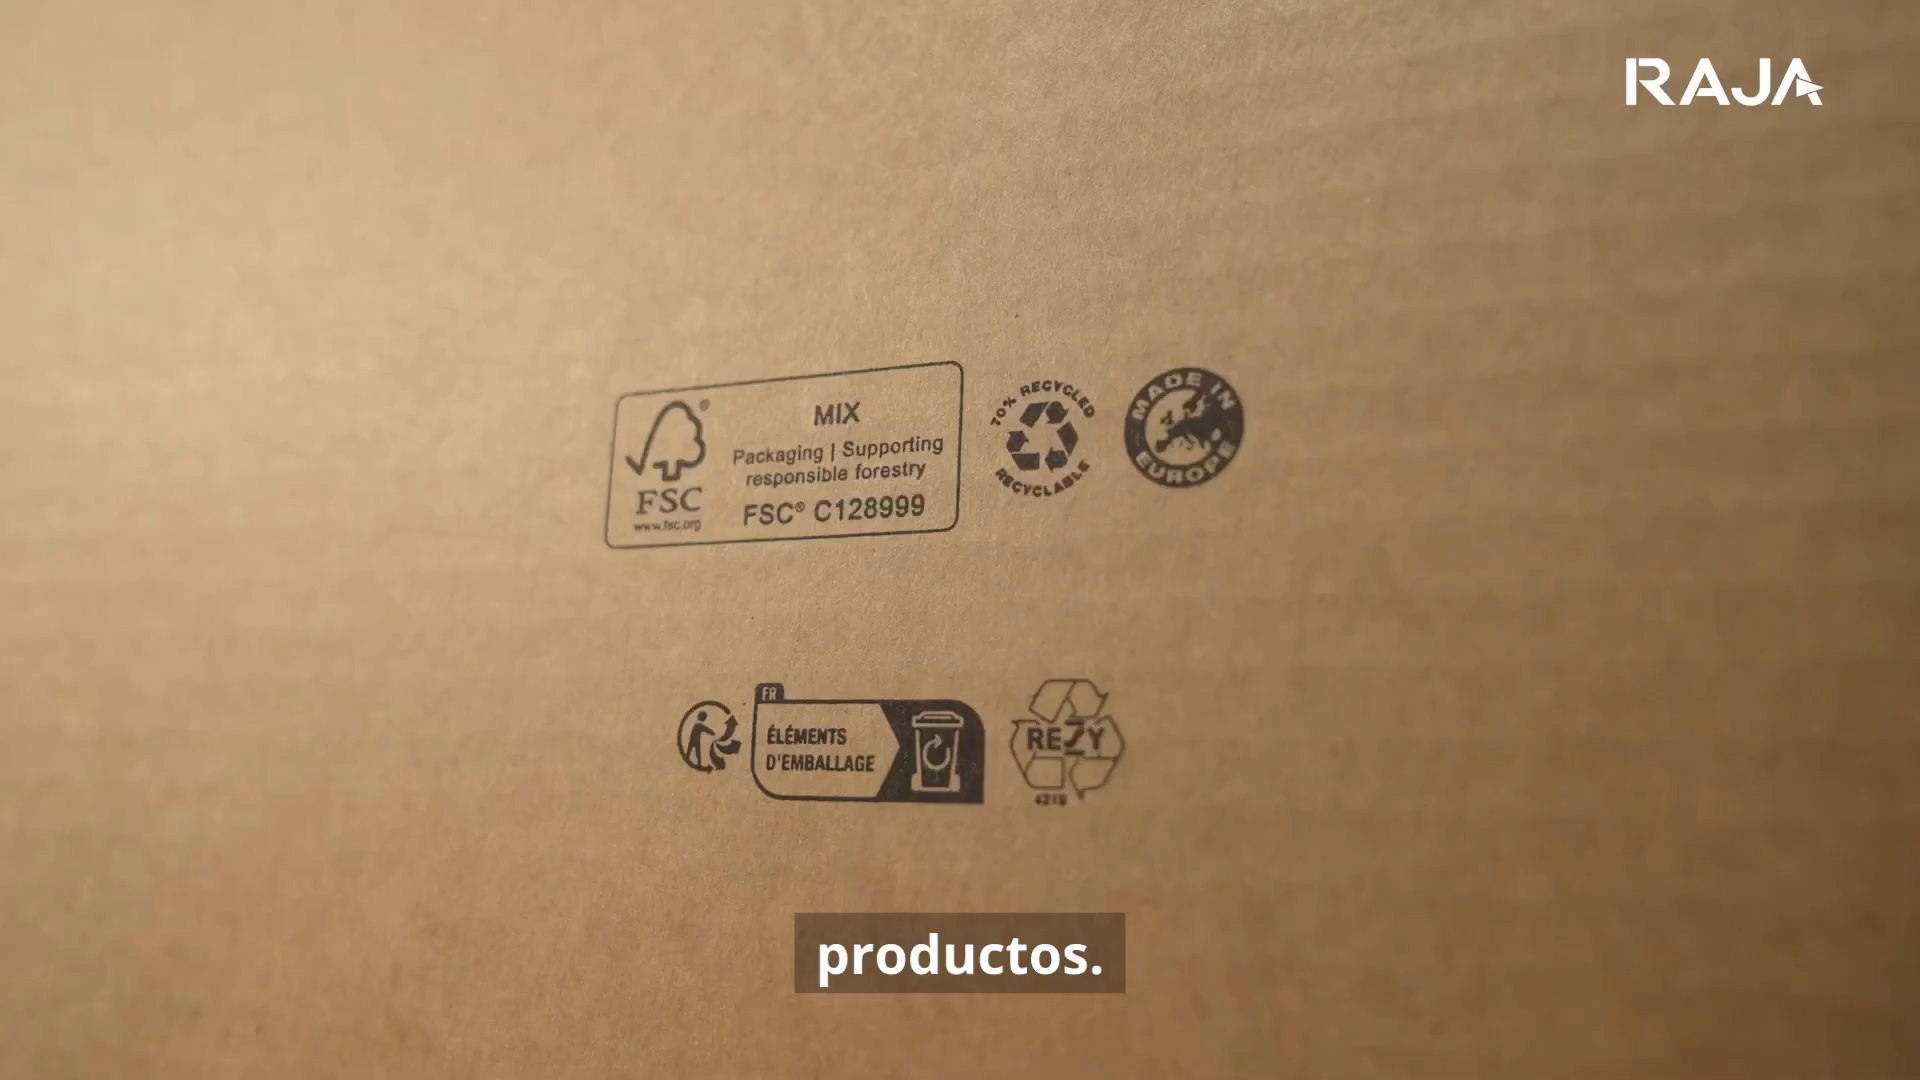 RAJA
MIX
Packaging | Supporting
responsible forestry
FSC® C128999
FSC
www.fsc.org
70% RECYCLED
RECYCLABLE
MADE IN
EUROPE
FR
ÉLÉMENTS
D'EMBALLAGE
RESY
productos.